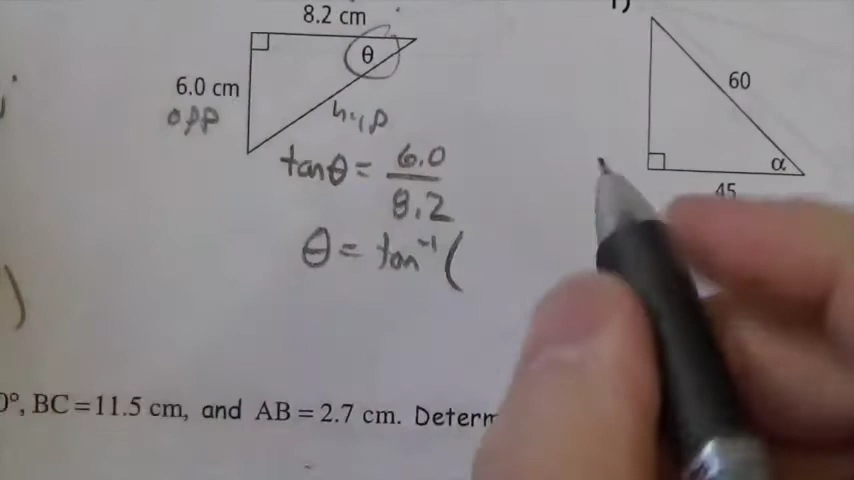 8.2 cm
θ
6.0 cm
opp
hyp
tanθ = 6.0
8.2
θ = tan⁻¹ (
60
α
45
)
0°, BC = 11.5 cm, and AB = 2.7 cm. Determ